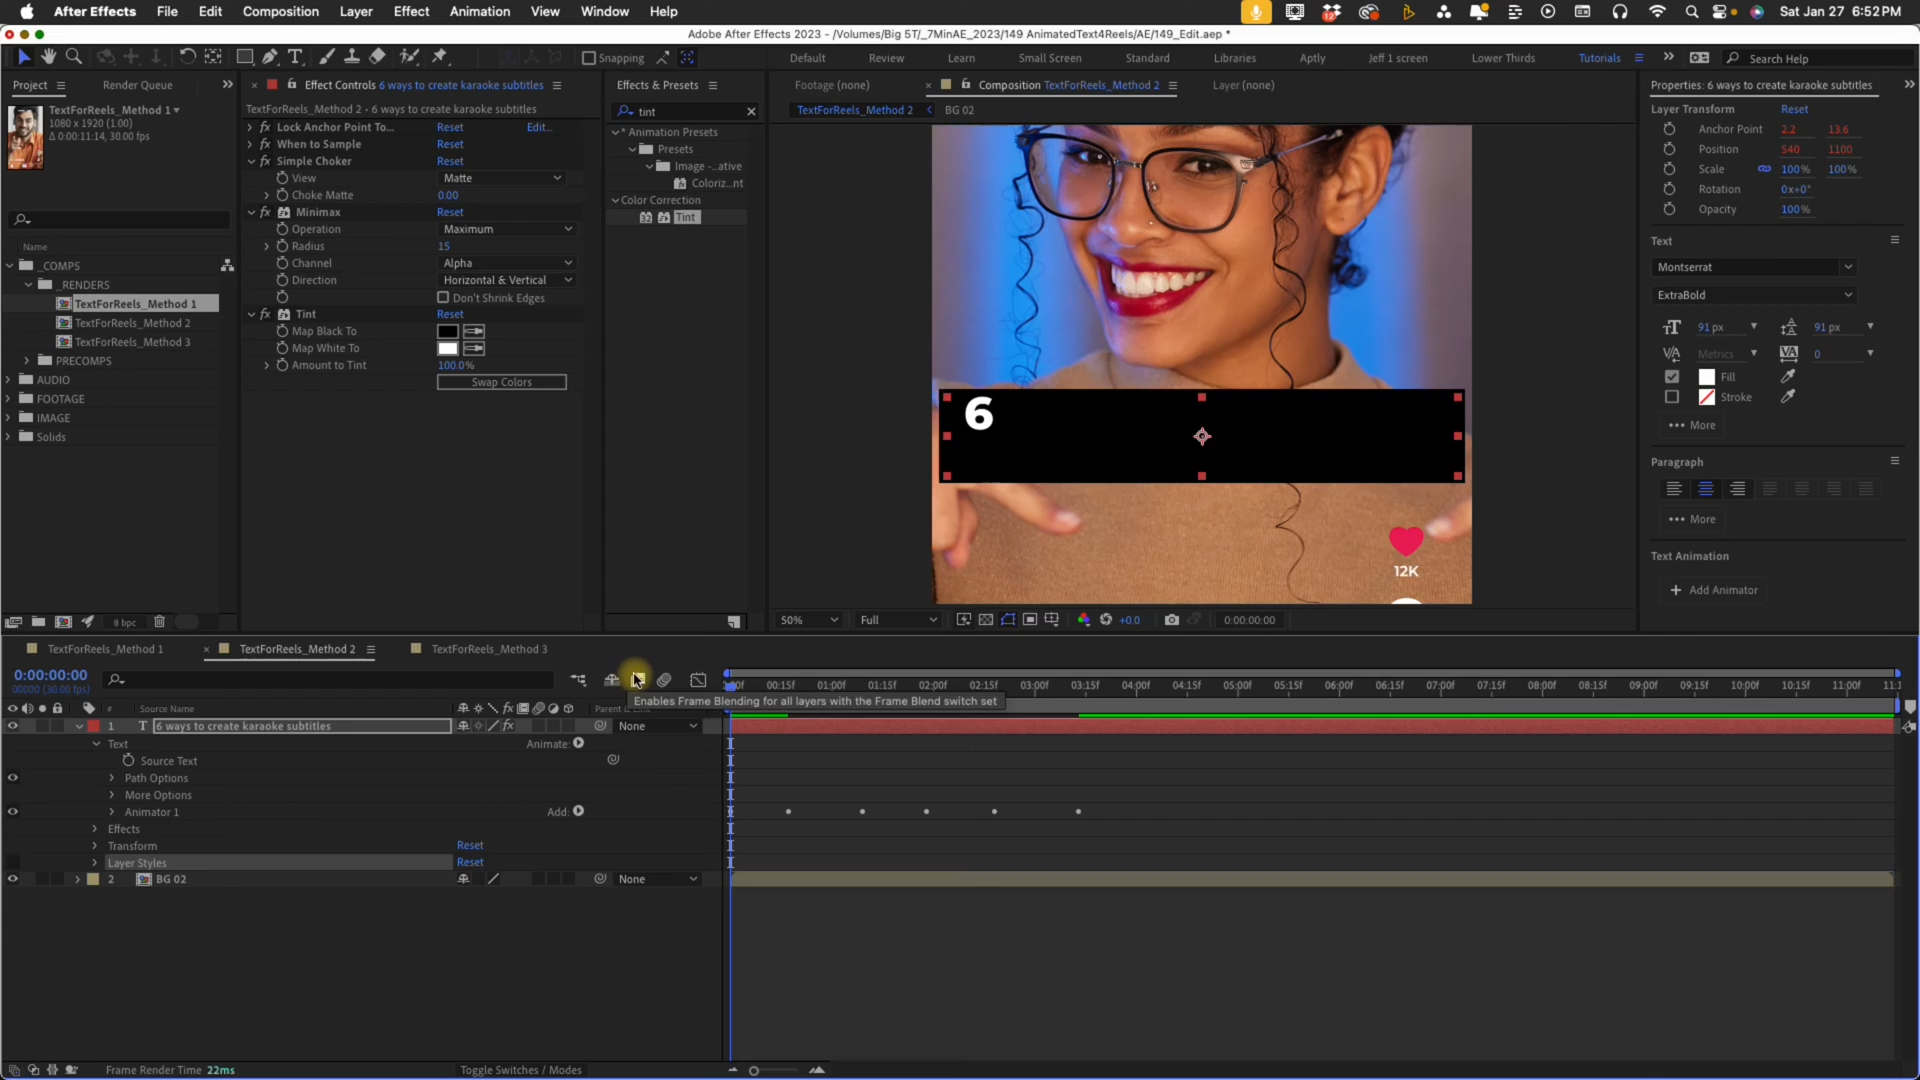 After Effects File Edit Composition Layer Effect Animation View Window Help
Sat Jan 27 6:52 PM
Adobe After Effects 2023 - /Volumes/Big 5T/_7MinAE_2023/149 AnimatedText4Reels/AE/149_Edit.aep *
Snapping
Default Review Learn Small Screen Standard Libraries Aptly Jeff 1 screen Lower Thirds Tutorials
Search Help
Project Render Queue
TextForReels_Method 1
1080 x 1920 (1.00)
Δ 0:00:11:14, 30.00 fps
Name
_COMPS
_RENDERS
TextForReels_Method 1
TextForReels_Method 2
TextForReels_Method 3
PRECOMPS
AUDIO
FOOTAGE
IMAGE
Solids
8 bpc
Effect Controls 6 ways to create karaoke subtitles
TextForReels_Method 2 • 6 ways to create karaoke subtitles
fx Lock Anchor Point To... Reset Edit...
fx When to Sample Reset
fx Simple Choker Reset
View Matte
Choke Matte 0.00
fx Minimax Reset
Operation Maximum
Radius 15
Channel Alpha
Direction Horizontal & Vertical
Don't Shrink Edges
fx Tint Reset
Map Black To
Map White To
Amount to Tint 100.0%
Swap Colors
Effects & Presets
tint
* Animation Presets
Presets
Image -...ative
Coloriz...nt
Color Correction
Tint
Footage (none) Composition TextForReels_Method 2 Layer (none)
TextForReels_Method 2 BG 02
6
12K
50% Full +0.0 0:00:00:00
Properties: 6 ways to create karaoke subtitles
Layer Transform Reset
Anchor Point 2.2 13.6
Position 540 1100
Scale 100% 100%
Rotation 0x+0°
Opacity 100%
Text
Montserrat
ExtraBold
91 px 91 px
Metrics 0
Fill
Stroke
••• More
Paragraph
••• More
Text Animation
+ Add Animator
TextForReels_Method 1 TextForReels_Method 2 TextForReels_Method 3
0:00:00:00
00000 (30.00 fps)
00:15f 01:00f 01:15f 02:00f 02:15f 03:00f 03:15f 04:00f 04:15f 05:00f 05:15f 06:00f 06:15f 07:00f 07:15f 08:00f 08:15f 09:00f 09:15f 10:00f 10:15f 11:00f
Enables Frame Blending for all layers with the Frame Blend switch set
# Source Name
1 T 6 ways to create karaoke subtitles None
Text Animate:
Source Text
Path Options
More Options
Animator 1 Add:
Effects
Transform Reset
Layer Styles Reset
2 BG 02 None
Frame Render Time 22ms
Toggle Switches / Modes